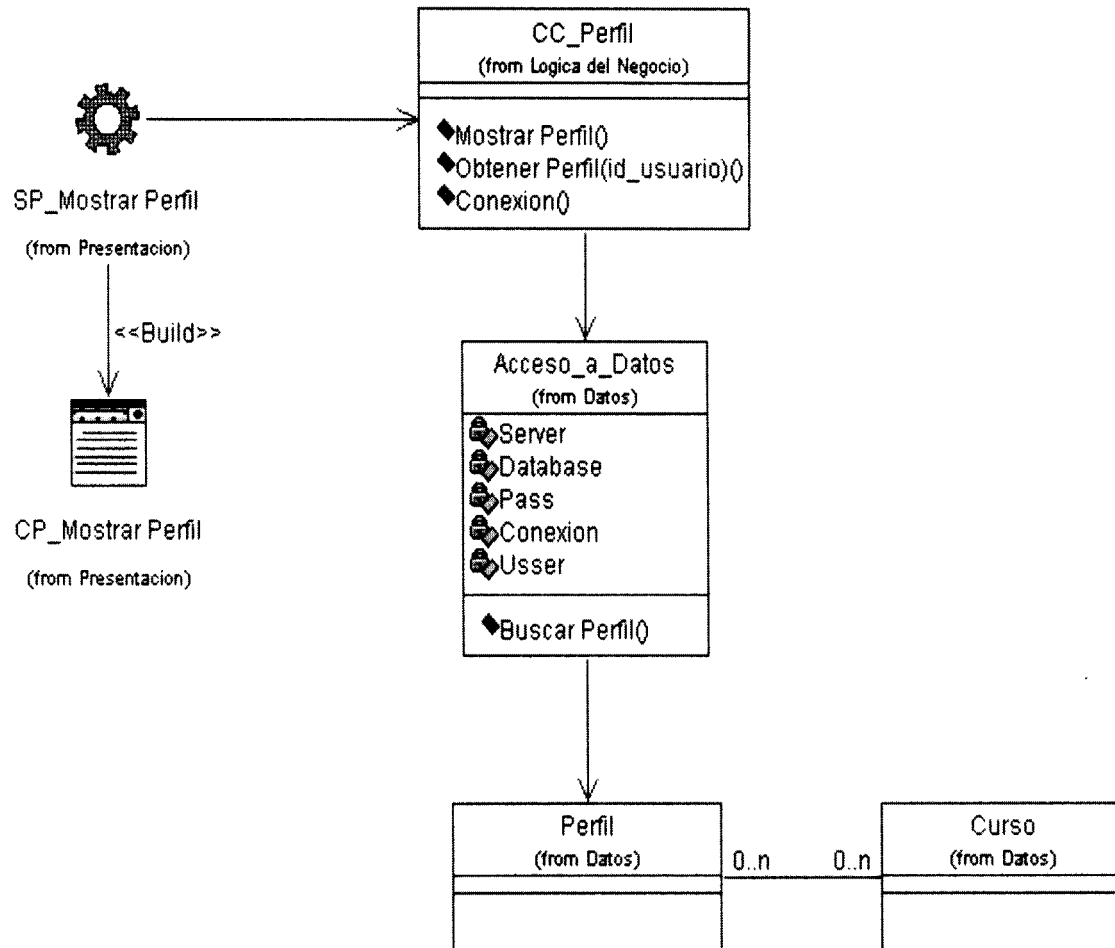 CC_Perfil
(from Logica del Negocio)
Mostrar Perfil()
Obtener Perfil(id_usuario)()
Conexion()
SP_Mostrar Perfil
(from Presentacion)
<<Build>>
CP_Mostrar Perfil
(from Presentacion)
Acceso_a_Datos
(from Datos)
Server
Database
Pass
Conexion
Usser
Buscar Perfil()
Perfil
(from Datos)
0..n 0..n
Curso
(from Datos)